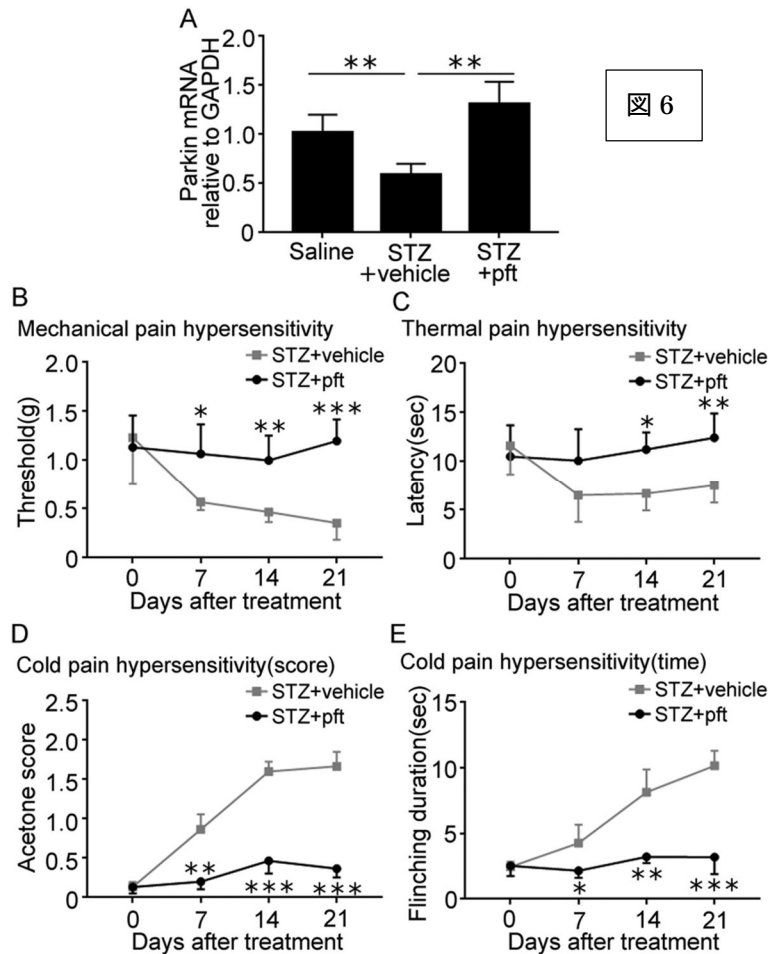 A
Parkin mRNA
relative to GAPDH
2.0
1.5
1.0
0.5
0
** **
Saline STZ +vehicle STZ +pft
図 6
B
Mechanical pain hypersensitivity
STZ+vehicle
STZ+pft
Threshold(g)
2.0
1.5
1.0
0.5
0
* ** ***
0 7 14 21
Days after treatment
C
Thermal pain hypersensitivity
STZ+vehicle
STZ+pft
Latency(sec)
20
15
10
5
0
* **
0 7 14 21
Days after treatment
D
Cold pain hypersensitivity(score)
STZ+vehicle
STZ+pft
Acetone score
2.5
2.0
1.5
1.0
0.5
0
** *** ***
0 7 14 21
Days after treatment
E
Cold pain hypersensitivity(time)
STZ+vehicle
STZ+pft
Flinching duration(sec)
15
10
5
0
* ** ***
0 7 14 21
Days after treatment